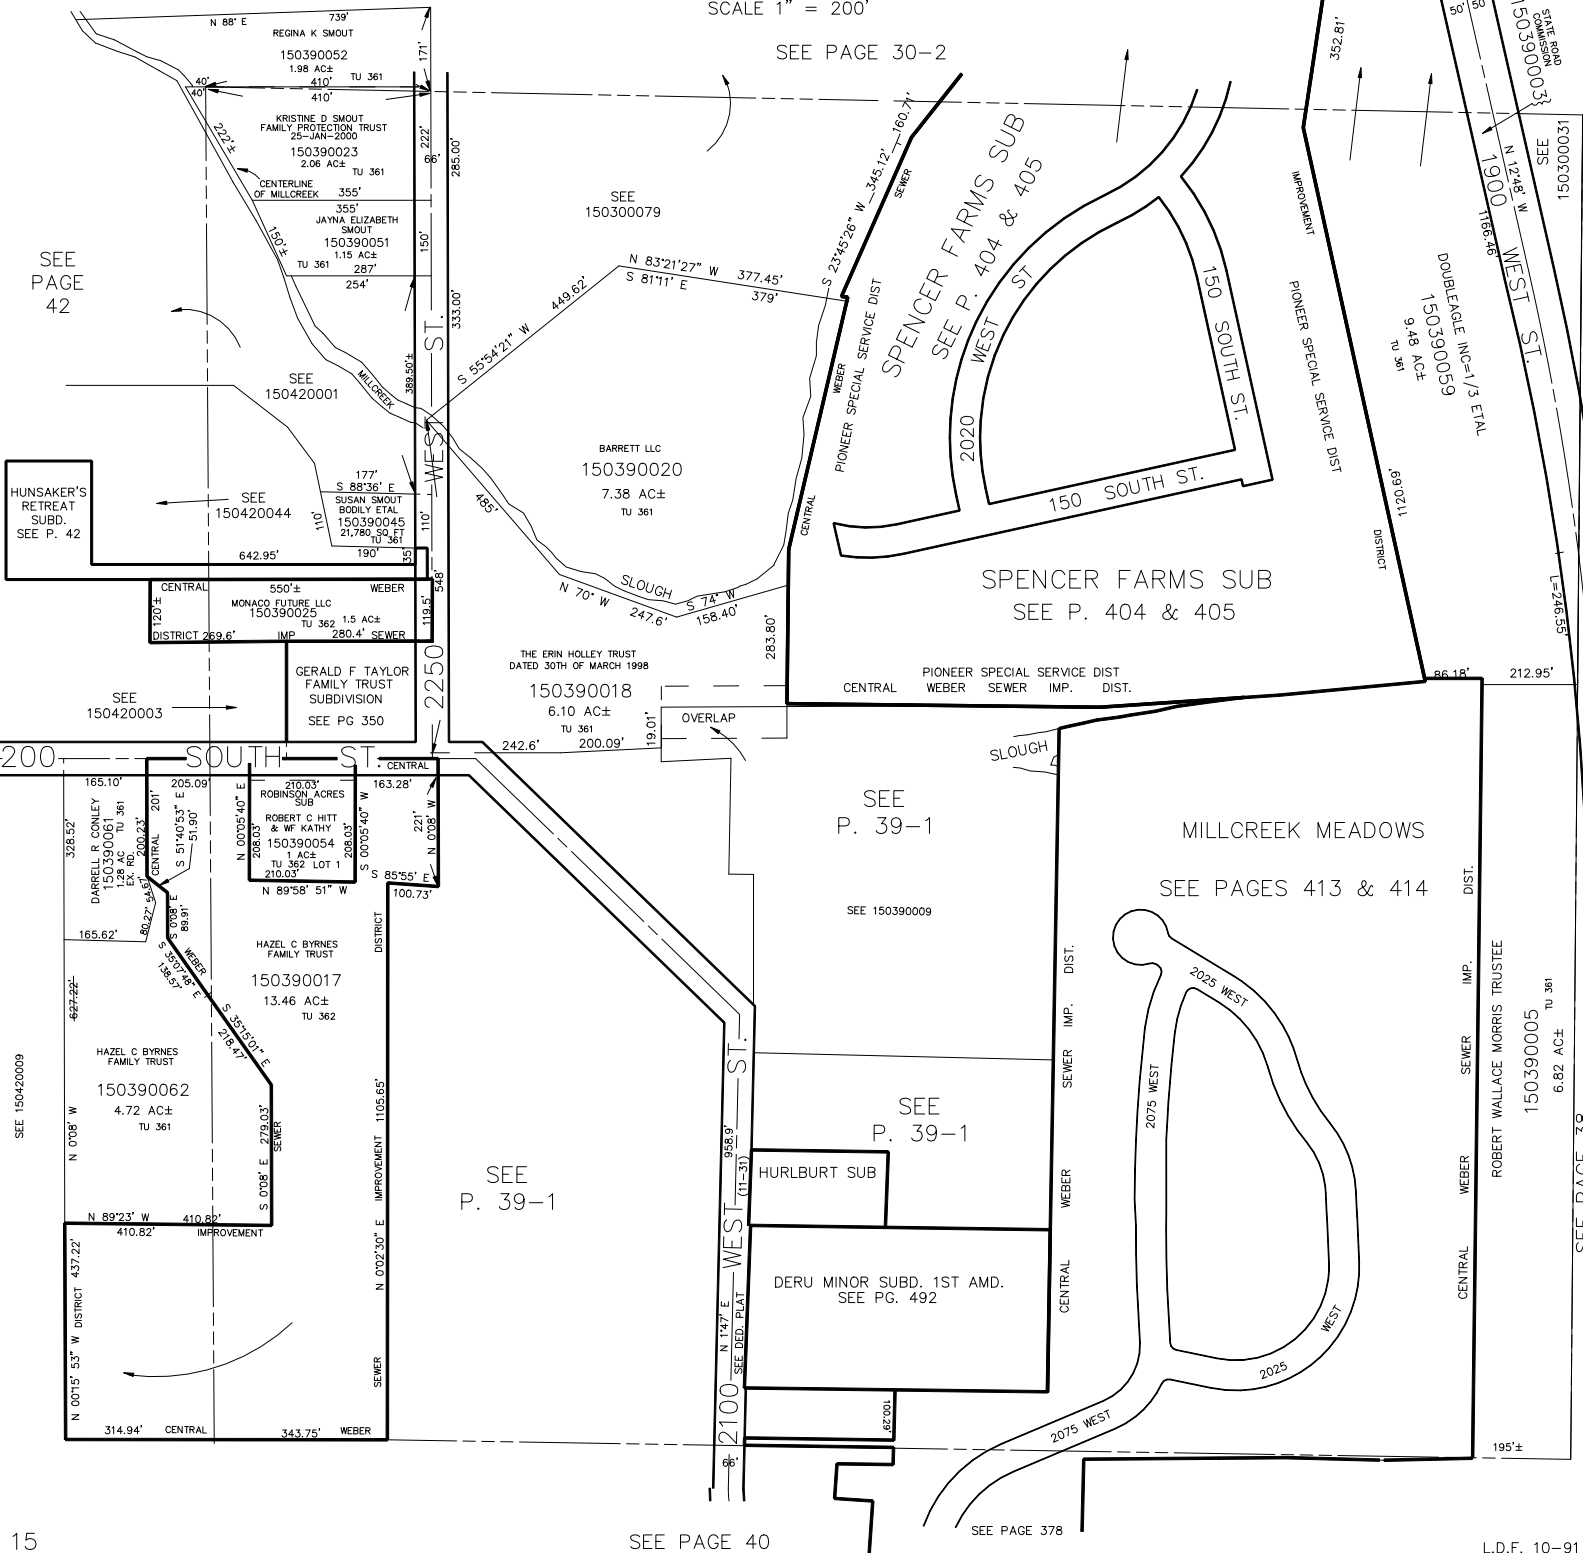 SCALE 1" = 200'
SEE PAGE 30-2
N 88° E
739'
REGINA K SMOUT
150390052
1.98 AC±
TU 361
171'
40'
410'
40'
410'
KRISTINE D SMOUT
FAMILY PROTECTION TRUST
25-JAN-2000
150390023
2.06 AC±
TU 361
222'±
222'
66'
285.00'
CENTERLINE
OF MILLCREEK
355'
355'
JAYNA ELIZABETH
SMOUT
150390051
1.15 AC±
TU 361
287'
254'
150'±
150'
333.00'
389.50'±
SEE
PAGE
42
SEE
150420001
MILLCREEK
SEE
150300079
N 83°21'27" W 377.45'
S 81°11' E
379'
S 55°54'21" W
449.62'
S 23°45'26" W
345.12'
160.71'
SEWER
WEBER
PIONEER SPECIAL SERVICE DIST
CENTRAL
SPENCER FARMS SUB
SEE P. 404 & 405
2020 WEST ST
150 SOUTH ST.
150 SOUTH ST.
352.81'
IMPROVEMENT
PIONEER SPECIAL SERVICE DIST
DISTRICT
1120.69'
50' 50'
STATE ROAD
COMMISSION
150390003
N 12°48' W
1166.46'
1900 WEST ST.
SEE
150300031
DOUBLEAGLE INC=1/3 ETAL
150390059
9.48 AC±
TU 361
L=246.55'
HUNSAKER'S
RETREAT
SUBD.
SEE P. 42
SEE
150420044
177'
S 88°36' E
SUSAN SMOUT
BODILY ETAL
150390045
21,780 SQ FT
TU 361
190'
110'
110'
35'
642.95'
548'
WEST ST.
2250
BARRETT LLC
150390020
7.38 AC±
TU 361
485'
SLOUGH
N 70° W
247.6'
S 74° W
158.40'
283.80'
SPENCER FARMS SUB
SEE P. 404 & 405
CENTRAL 550'± WEBER
MONACO FUTURE LLC
150390025
TU 362 1.5 AC±
120'±
119.5'
DISTRICT 269.6' IMP 280.4' SEWER
GERALD F TAYLOR
FAMILY TRUST
SUBDIVISION
SEE PG 350
SEE
150420003
THE ERIN HOLLEY TRUST
DATED 30TH OF MARCH 1998
150390018
6.10 AC±
TU 361
PIONEER SPECIAL SERVICE DIST
CENTRAL WEBER SEWER IMP. DIST.
86.18'
212.95'
OVERLAP
19.01'
242.6'
200.09'
SLOUGH
200 SOUTH ST.
CENTRAL
165.10'
205.09'
210.03'
163.28'
328.52'
DARRELL R CONLEY
150390061
1.28 AC TU 361
EX. RD.
201'
200.23'
CENTRAL
S 51°40'53" E
51.90'
N 00°05'40" E
208.03'
ROBINSON ACRES
SUB
ROBERT C HITT
& WF KATHY
150390054
1 AC±
TU 362 LOT 1
210.03'
N 89°58' 51" W
208.03'
S 00°05'40" W
221'
N 0°08' W
S 85°55' E
100.73'
80.27' 54.67'
S 0°08' E
89.91'
165.62'
WEBER
S 35°07'48" E
138.57'
S 35°15'01" E
218.47'
627.22'
HAZEL C BYRNES
FAMILY TRUST
150390017
13.46 AC±
TU 362
DISTRICT
HAZEL C BYRNES
FAMILY TRUST
150390062
4.72 AC±
TU 361
N 0°08' W
S 0°08' E 279.03'
SEWER
N 0°02'30" E IMPROVEMENT 1105.65'
SEWER
SEE 150420009
N 89°23' W 410.82'
410.82' IMPROVEMENT
N 00°15' 53" W DISTRICT 437.22'
314.94' CENTRAL
343.75' WEBER
SEE
P. 39-1
SEE
P. 39-1
SEE 150390009
SEE
P. 39-1
HURLBURT SUB
DERU MINOR SUBD. 1ST AMD.
SEE PG. 492
2100 WEST ST.
958.9'
(11-31)
N 1°47' E
SEE DED. PLAT
66'
100.29'
MILLCREEK MEADOWS
SEE PAGES 413 & 414
CENTRAL WEBER SEWER IMP. DIST.
2025 WEST
2075 WEST
WEST
2025
2075 WEST
CENTRAL WEBER SEWER IMP. DIST.
ROBERT WALLACE MORRIS TRUSTEE
150390005
6.82 AC±
TU 361
195'±
15
SEE PAGE 40
SEE PAGE 378
L.D.F. 10-91